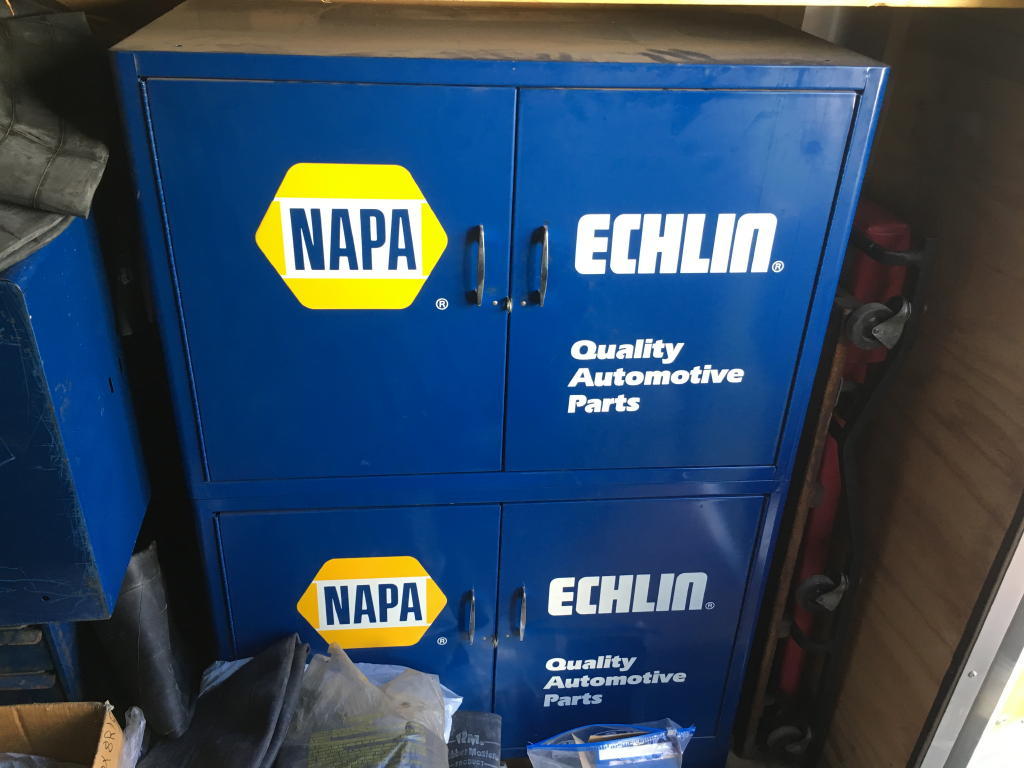 NAPA
®
ECHLIN
®
Quality
Automotive
Parts
NAPA
®
ECHLIN
®
Quality
Automotive
Parts